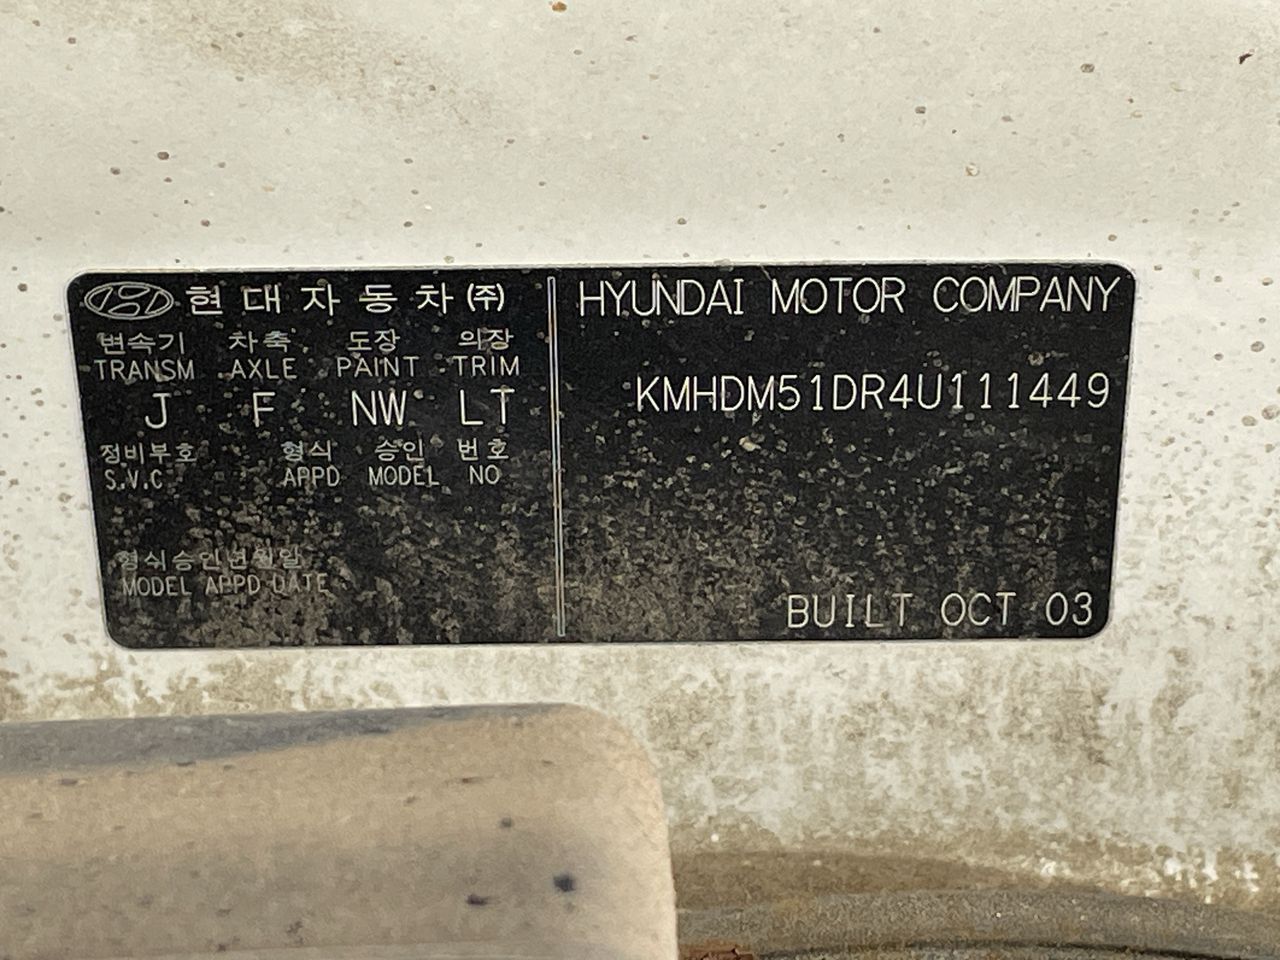 현대자동차(주)
변속기 차축 도장 의장
TRANSM AXLE PAINT TRIM
J F NW LT
정비부호 형식 승인 번호
S.V.C APPD MODEL NO
형식승인년월일
MODEL APPD DATE
HYUNDAI MOTOR COMPANY
KMHDM51DR4U111449
BUILT OCT 03